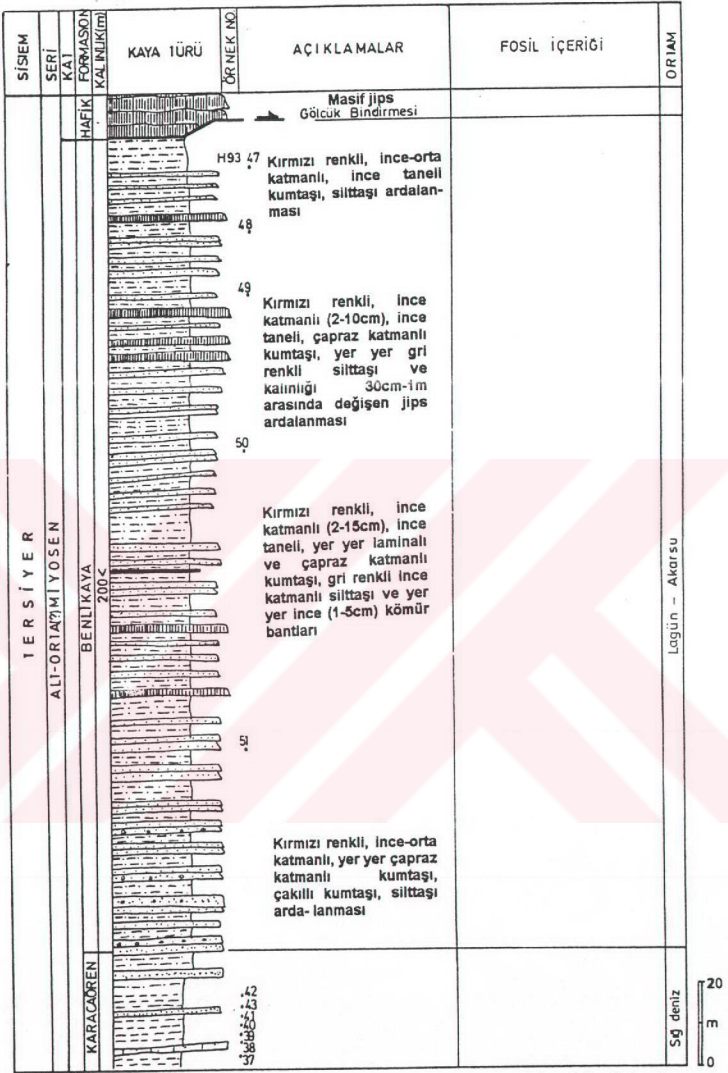 SİSTEM
SERİ
KAT
FORMASYON
KALINLIK(m)
KAYA TÜRÜ
ÖRNEK NO.
AÇIKLAMALAR
FOSİL İÇERİĞİ
ORTAM
TERSİYER
ALT-ORTA(?)MİYOSEN
HAFİK
Masif jips
Gölcük Bindirmesi
H93 47
Kırmızı renkli, ince-orta
katmanlı, ince taneli
kumtaşı, silttaşı ardalan-
ması
48
49
Kırmızı renkli, ince
katmanlı (2-10cm), ince
taneli, çapraz katmanlı
kumtaşı, yer yer gri
renkli silttaşı ve
kalınlığı 30cm-1m
arasında değişen jips
ardalanması
50
BENLİKAYA
200<
Kırmızı renkli, ince
katmanlı (2-15cm), ince
taneli, yer yer laminalı
ve çapraz katmanlı
kumtaşı, gri renkli ince
katmanlı silttaşı ve yer
yer ince (1-5cm) kömür
bantları
Lagün - Akarsu
51
Kırmızı renkli, ince-orta
katmanlı, yer yer çapraz
katmanlı kumtaşı,
çakıllı kumtaşı, silttaşı
arda- lanması
KARACAÖREN
42
43
41
40
39
38
37
Sığ deniz
20
m
0